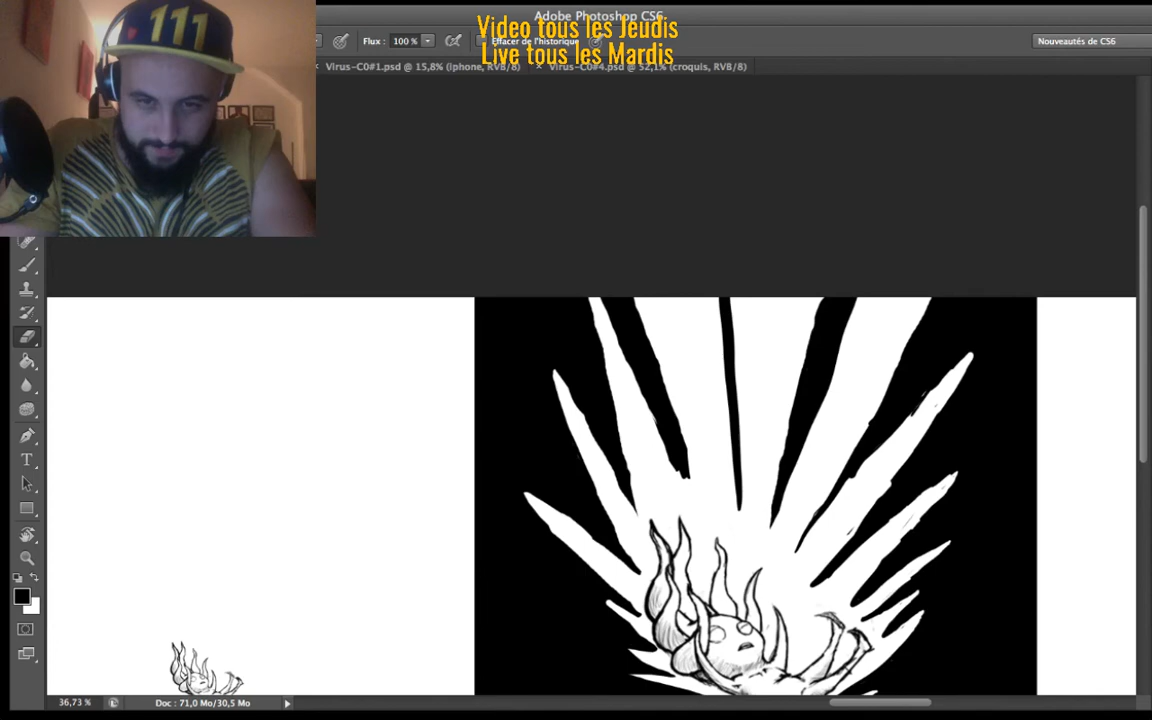 111
Adobe Photoshop CS6
Video tous les Jeudis
Live tous les Mardis
Flux : 100 %
Effacer de l'historique
Nouveautés de CS6
Virus-C0#1.psd @ 15,8% (iphone, RVB/8)
Virus-C0#4.psd @ 52,1% (croquis, RVB/8)
T
36,73 %
Doc : 71,0 Mo/30,5 Mo